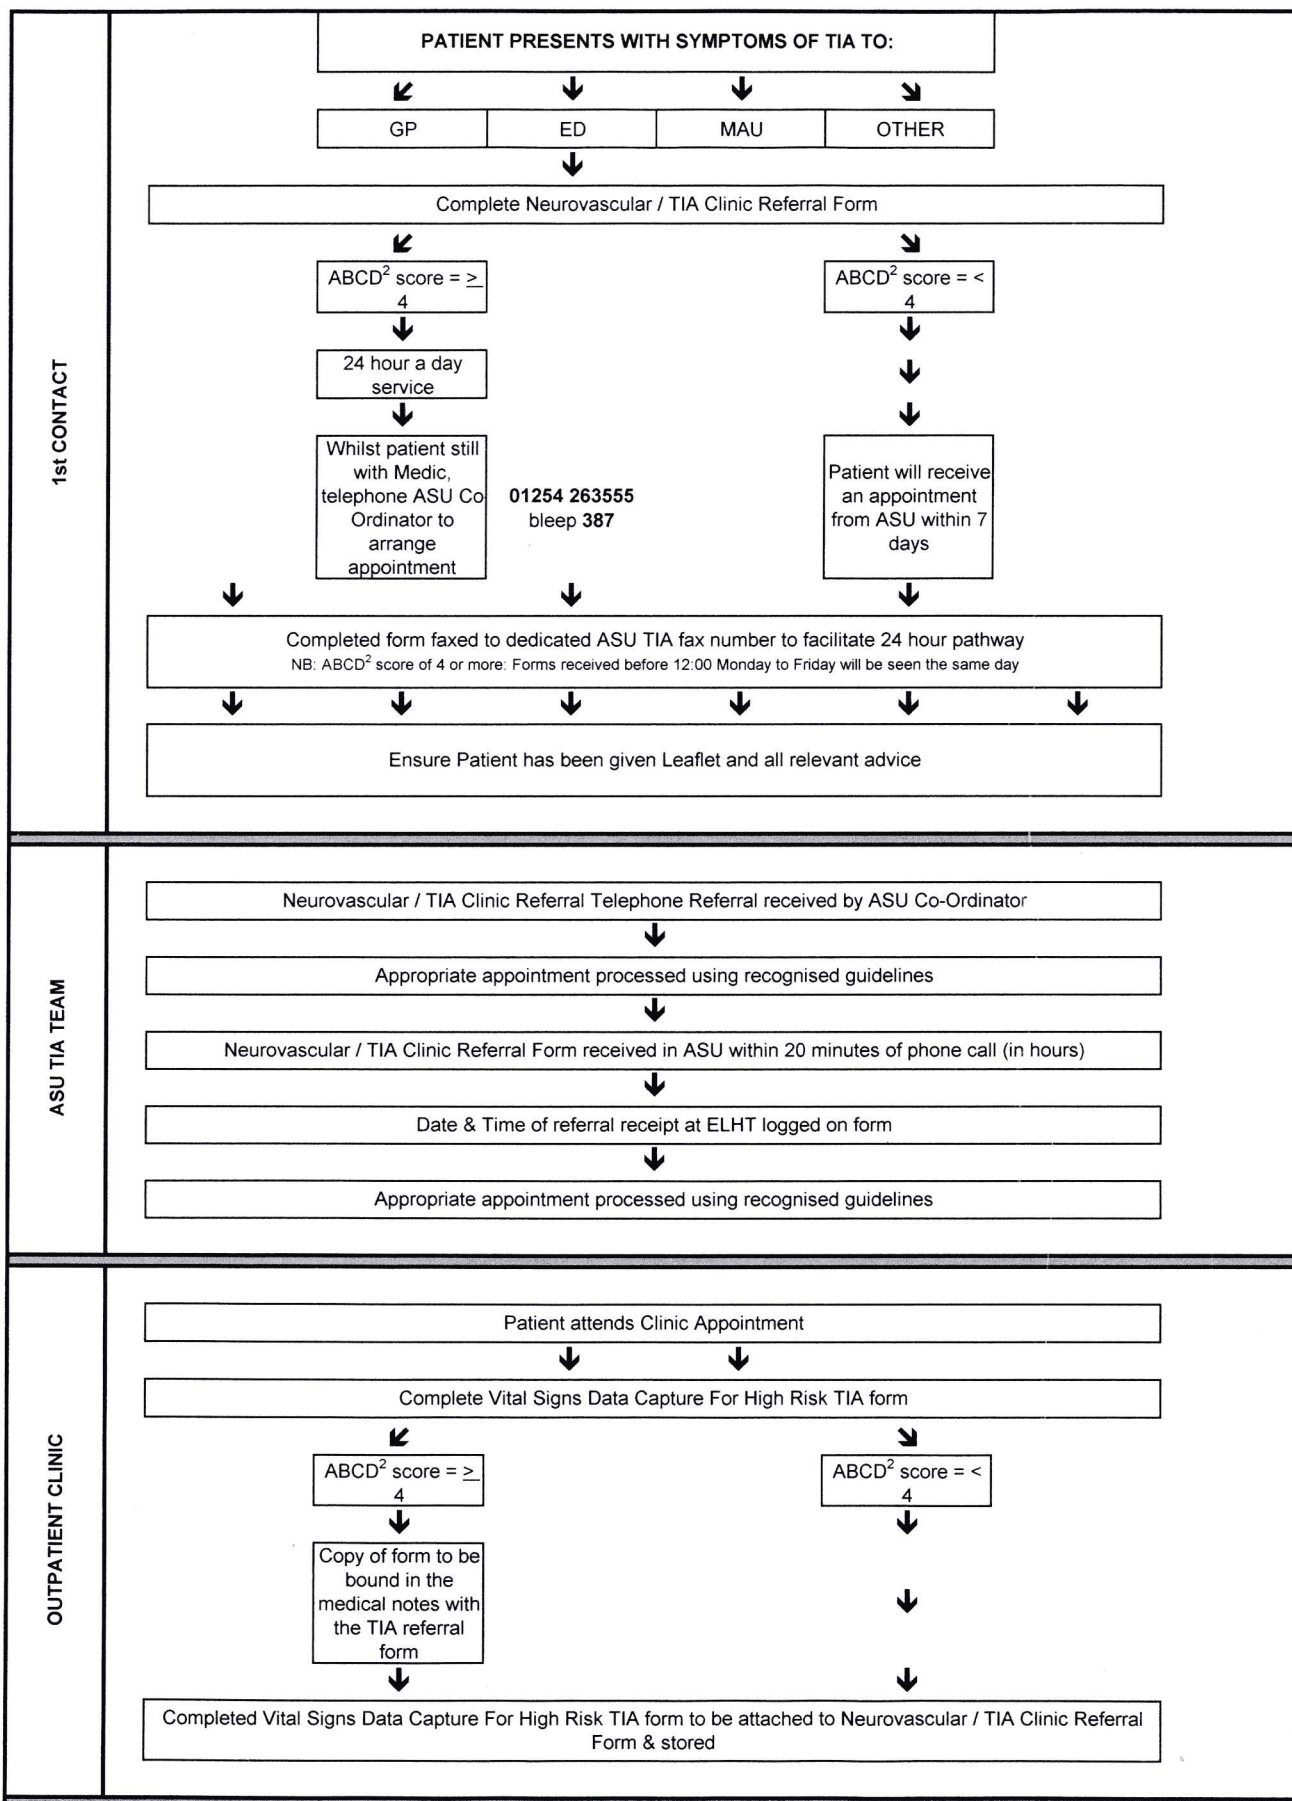 PATIENT PRESENTS WITH SYMPTOMS OF TIA TO:
GP
ED
MAU
OTHER
Complete Neurovascular / TIA Clinic Referral Form
ABCD² score = ≥
4
ABCD² score = <
4
24 hour a day
service
Whilst patient still
with Medic,
telephone ASU Co
Ordinator to
arrange
appointment
01254 263555
bleep 387
Patient will receive
an appointment
from ASU within 7
days
Completed form faxed to dedicated ASU TIA fax number to facilitate 24 hour pathway
NB: ABCD² score of 4 or more: Forms received before 12:00 Monday to Friday will be seen the same day
Ensure Patient has been given Leaflet and all relevant advice
1st CONTACT
Neurovascular / TIA Clinic Referral Telephone Referral received by ASU Co-Ordinator
Appropriate appointment processed using recognised guidelines
Neurovascular / TIA Clinic Referral Form received in ASU within 20 minutes of phone call (in hours)
Date & Time of referral receipt at ELHT logged on form
Appropriate appointment processed using recognised guidelines
ASU TIA TEAM
Patient attends Clinic Appointment
Complete Vital Signs Data Capture For High Risk TIA form
ABCD² score = ≥
4
ABCD² score = <
4
Copy of form to be
bound in the
medical notes with
the TIA referral
form
Completed Vital Signs Data Capture For High Risk TIA form to be attached to Neurovascular / TIA Clinic Referral
Form & stored
OUTPATIENT CLINIC